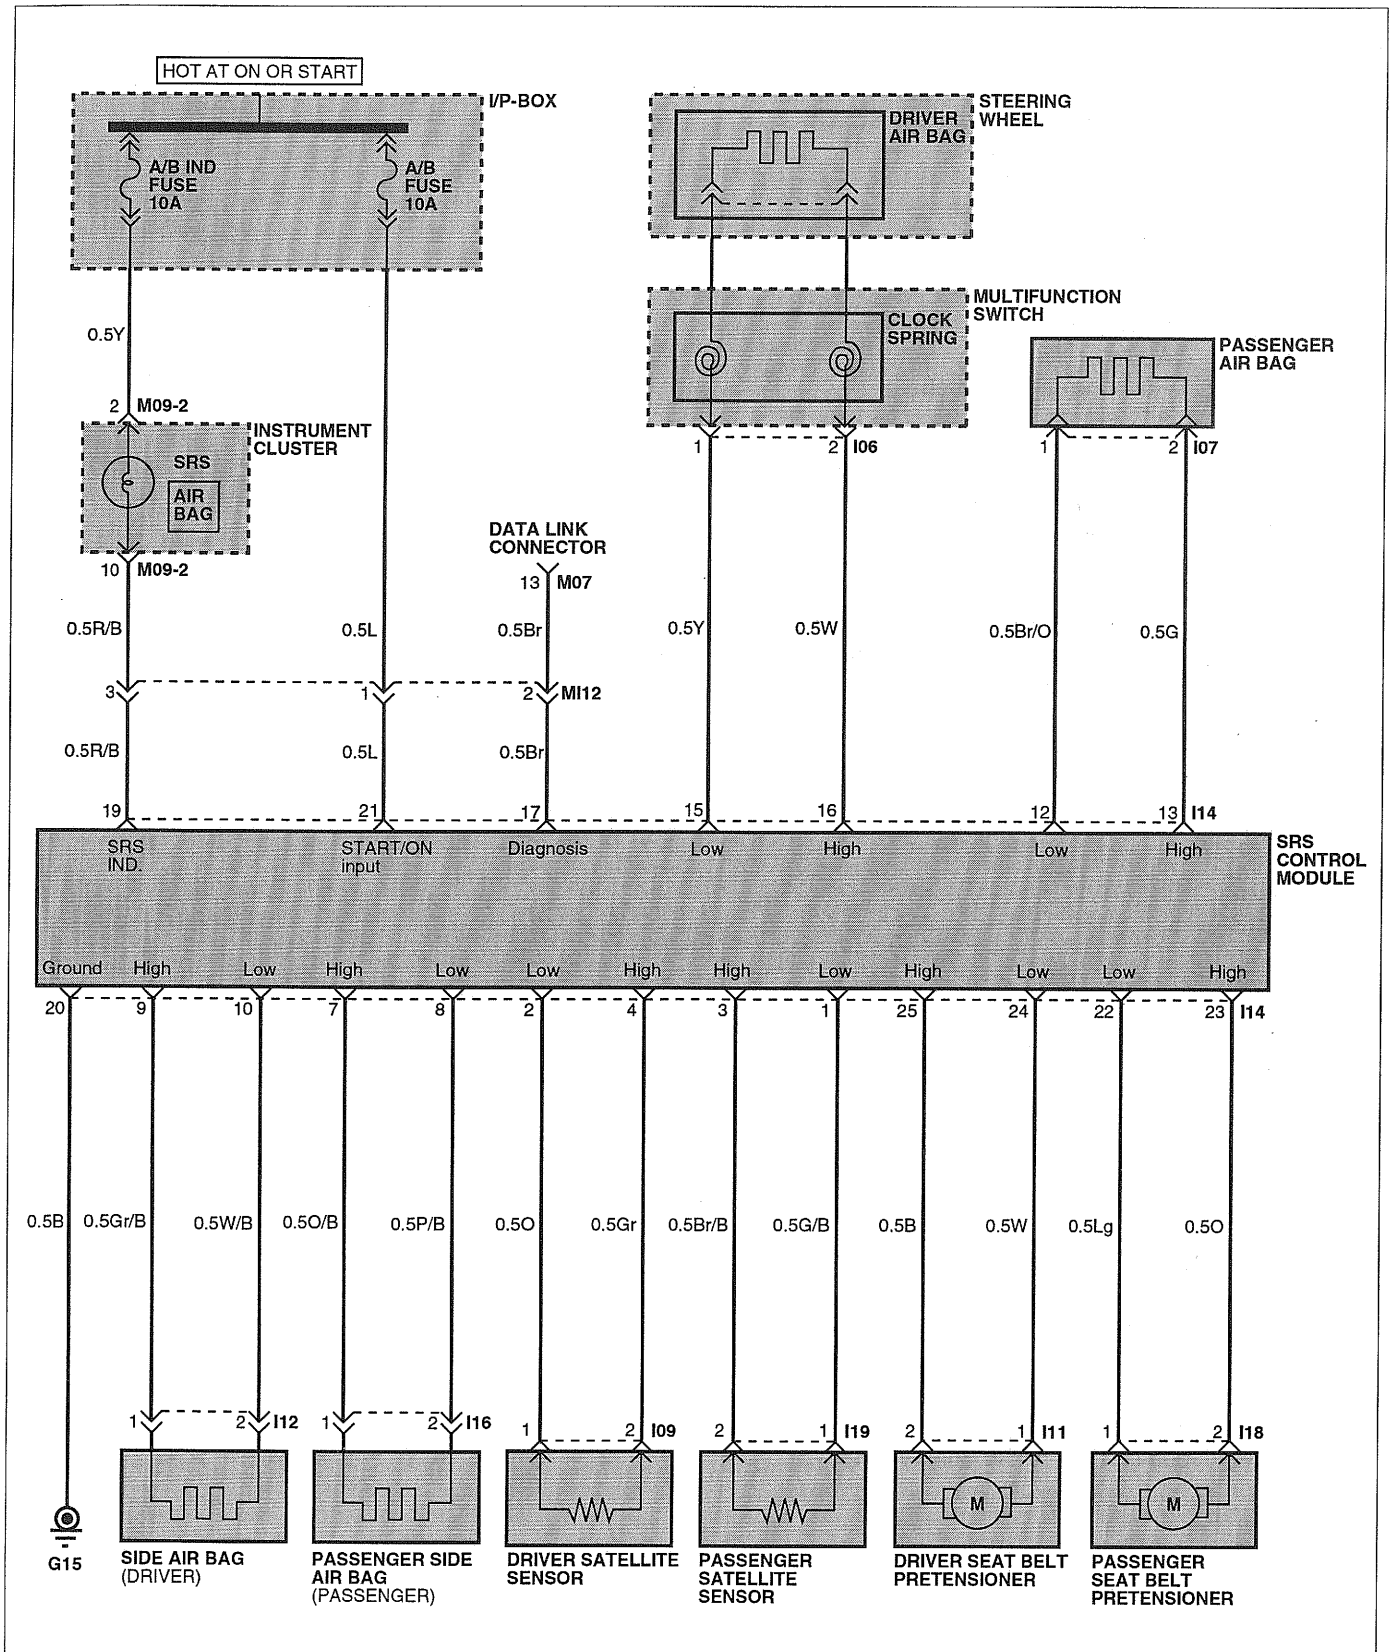 HOT AT ON OR START
I/P-BOX
A/B IND
FUSE
10A
A/B
FUSE
10A
STEERING
WHEEL
DRIVER
AIR BAG
MULTIFUNCTION
SWITCH
CLOCK
SPRING
PASSENGER
AIR BAG
0.5Y
2 M09-2
INSTRUMENT
CLUSTER
SRS
AIR
BAG
10 M09-2
1 2 I06
1 2 I07
DATA LINK
CONNECTOR
13 M07
0.5R/B 0.5L 0.5Br 0.5Y 0.5W 0.5Br/O 0.5G
3 1 2 MI12
0.5R/B 0.5L 0.5Br
19 21 17 15 16 12 13 I14
SRS
IND.
START/ON
input
Diagnosis Low High Low High
SRS
CONTROL
MODULE
Ground High Low High Low Low High High Low High Low Low High
20 9 10 7 8 2 4 3 1 25 24 22 23 I14
0.5B 0.5Gr/B 0.5W/B 0.5O/B 0.5P/B 0.5O 0.5Gr 0.5Br/B 0.5G/B 0.5B 0.5W 0.5Lg 0.5O
1 2 I12 1 2 I16 1 2 I09 2 1 I19 2 1 I11 1 2 I18
M M
G15
SIDE AIR BAG
(DRIVER)
PASSENGER SIDE
AIR BAG
(PASSENGER)
DRIVER SATELLITE
SENSOR
PASSENGER
SATELLITE
SENSOR
DRIVER SEAT BELT
PRETENSIONER
PASSENGER
SEAT BELT
PRETENSIONER